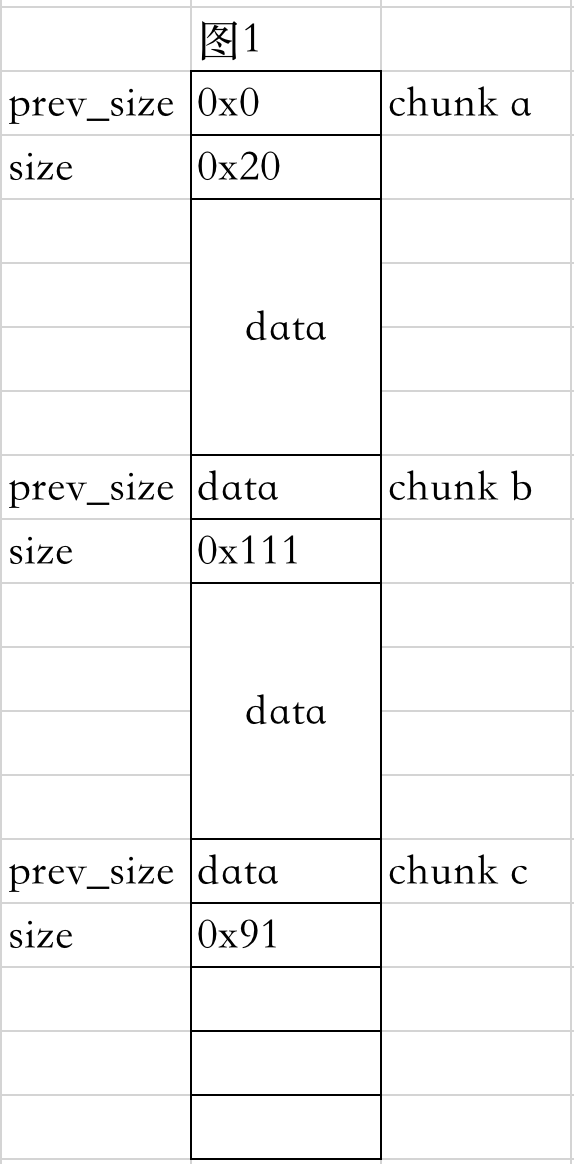 图1
prev_size 0x0 chunk a
size 0x20
data
prev_size data chunk b
size 0x111
data
prev_size data chunk c
size 0x91